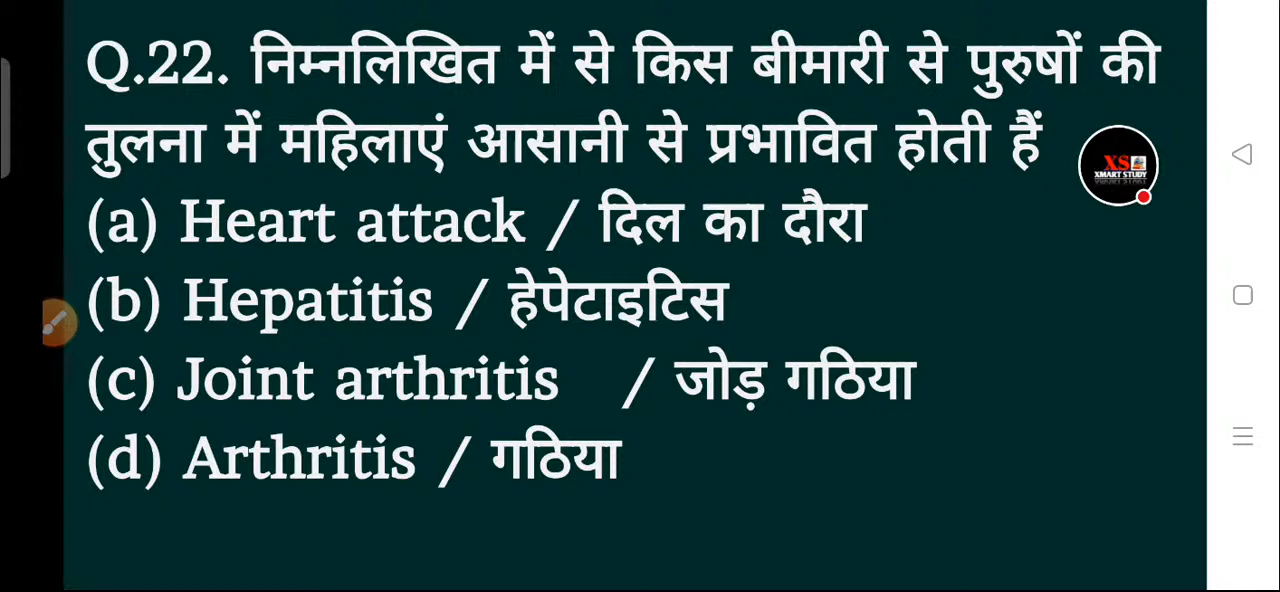 Q.22. निम्नलिखित में से किस बीमारी से पुरुषों की
तुलना में महिलाएं आसानी से प्रभावित होती हैं
XS
XMART STUDY
(a) Heart attack / दिल का दौरा
(b) Hepatitis / हेपेटाइटिस
(c) Joint arthritis / जोड़ गठिया
(d) Arthritis / गठिया